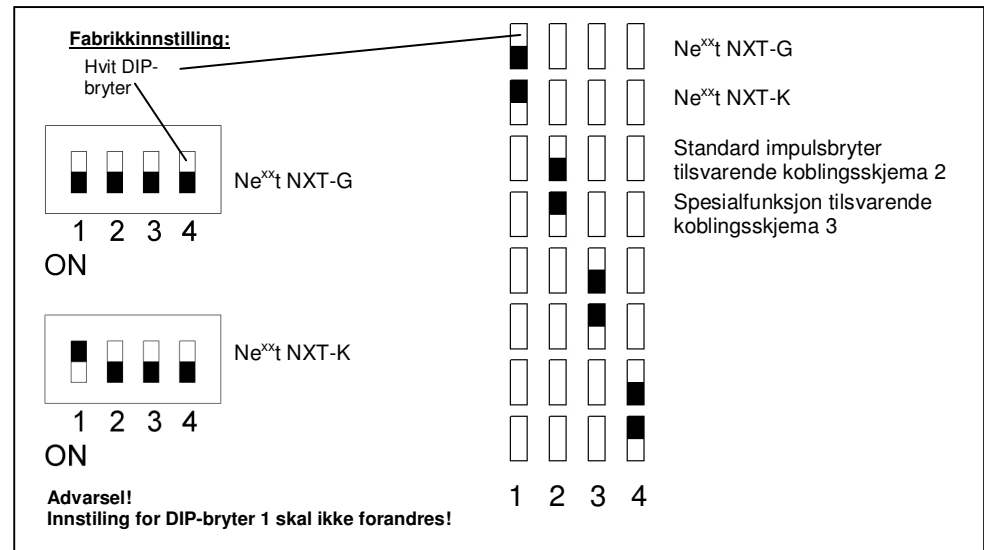 Fabrikkinnstilling:
Hvit DIP-
bryter
Ne^xx t NXT-G
1 2 3 4
ON
Ne^xx t NXT-K
1 2 3 4
ON
Advarsel!
Innstiling for DIP-bryter 1 skal ikke forandres!
Ne^xx t NXT-G
Ne^xx t NXT-K
Standard impulsbryter
tilsvarende koblingsskjema 2
Spesialfunksjon tilsvarende
koblingsskjema 3
1 2 3 4